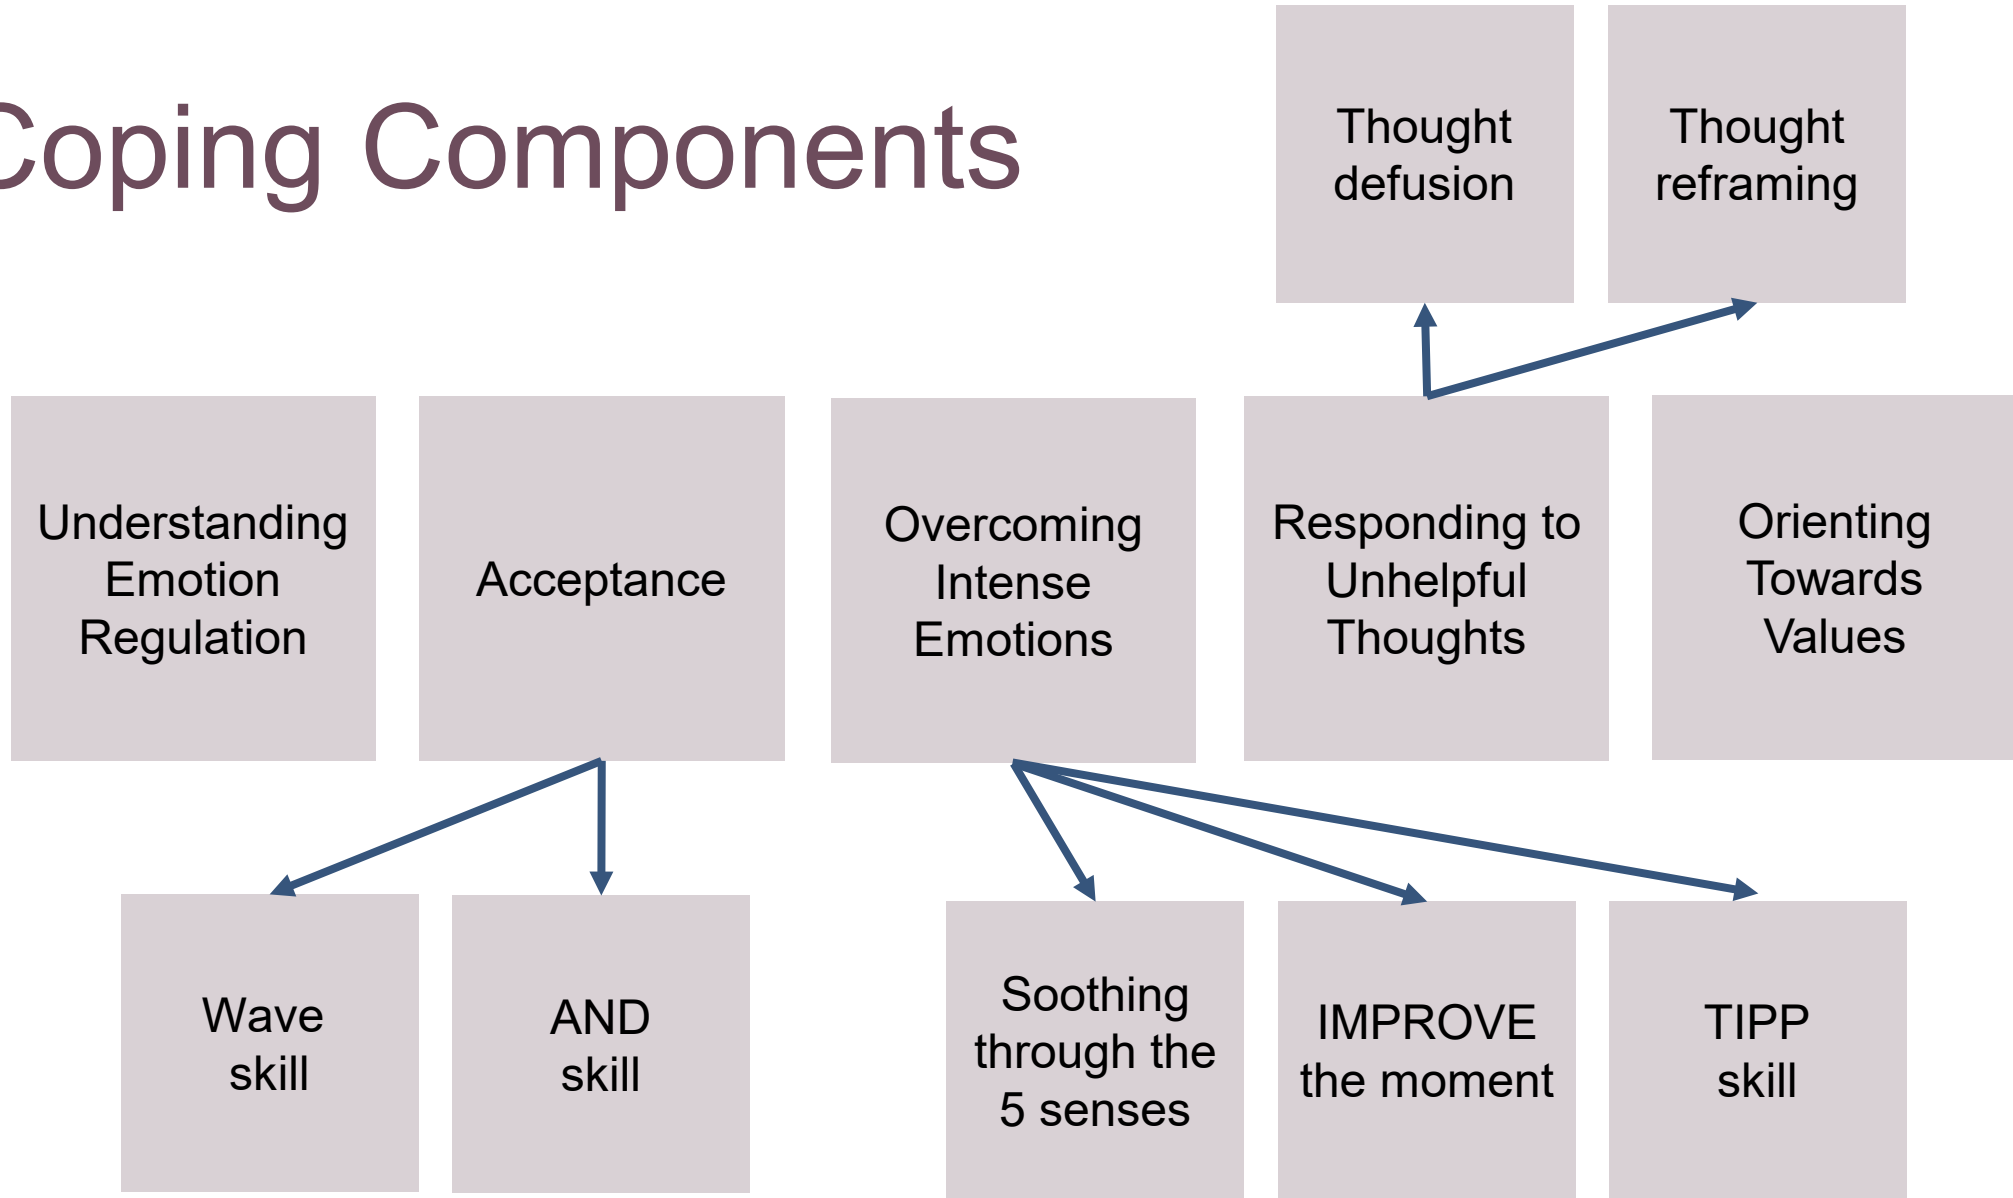 Coping Components
Thought
defusion
Thought
reframing
Understanding
Emotion
Regulation
Acceptance
Overcoming
Intense
Emotions
Responding to
Unhelpful
Thoughts
Orienting
Towards
Values
Wave
skill
AND
skill
Soothing
through the
5 senses
IMPROVE
the moment
TIPP
skill